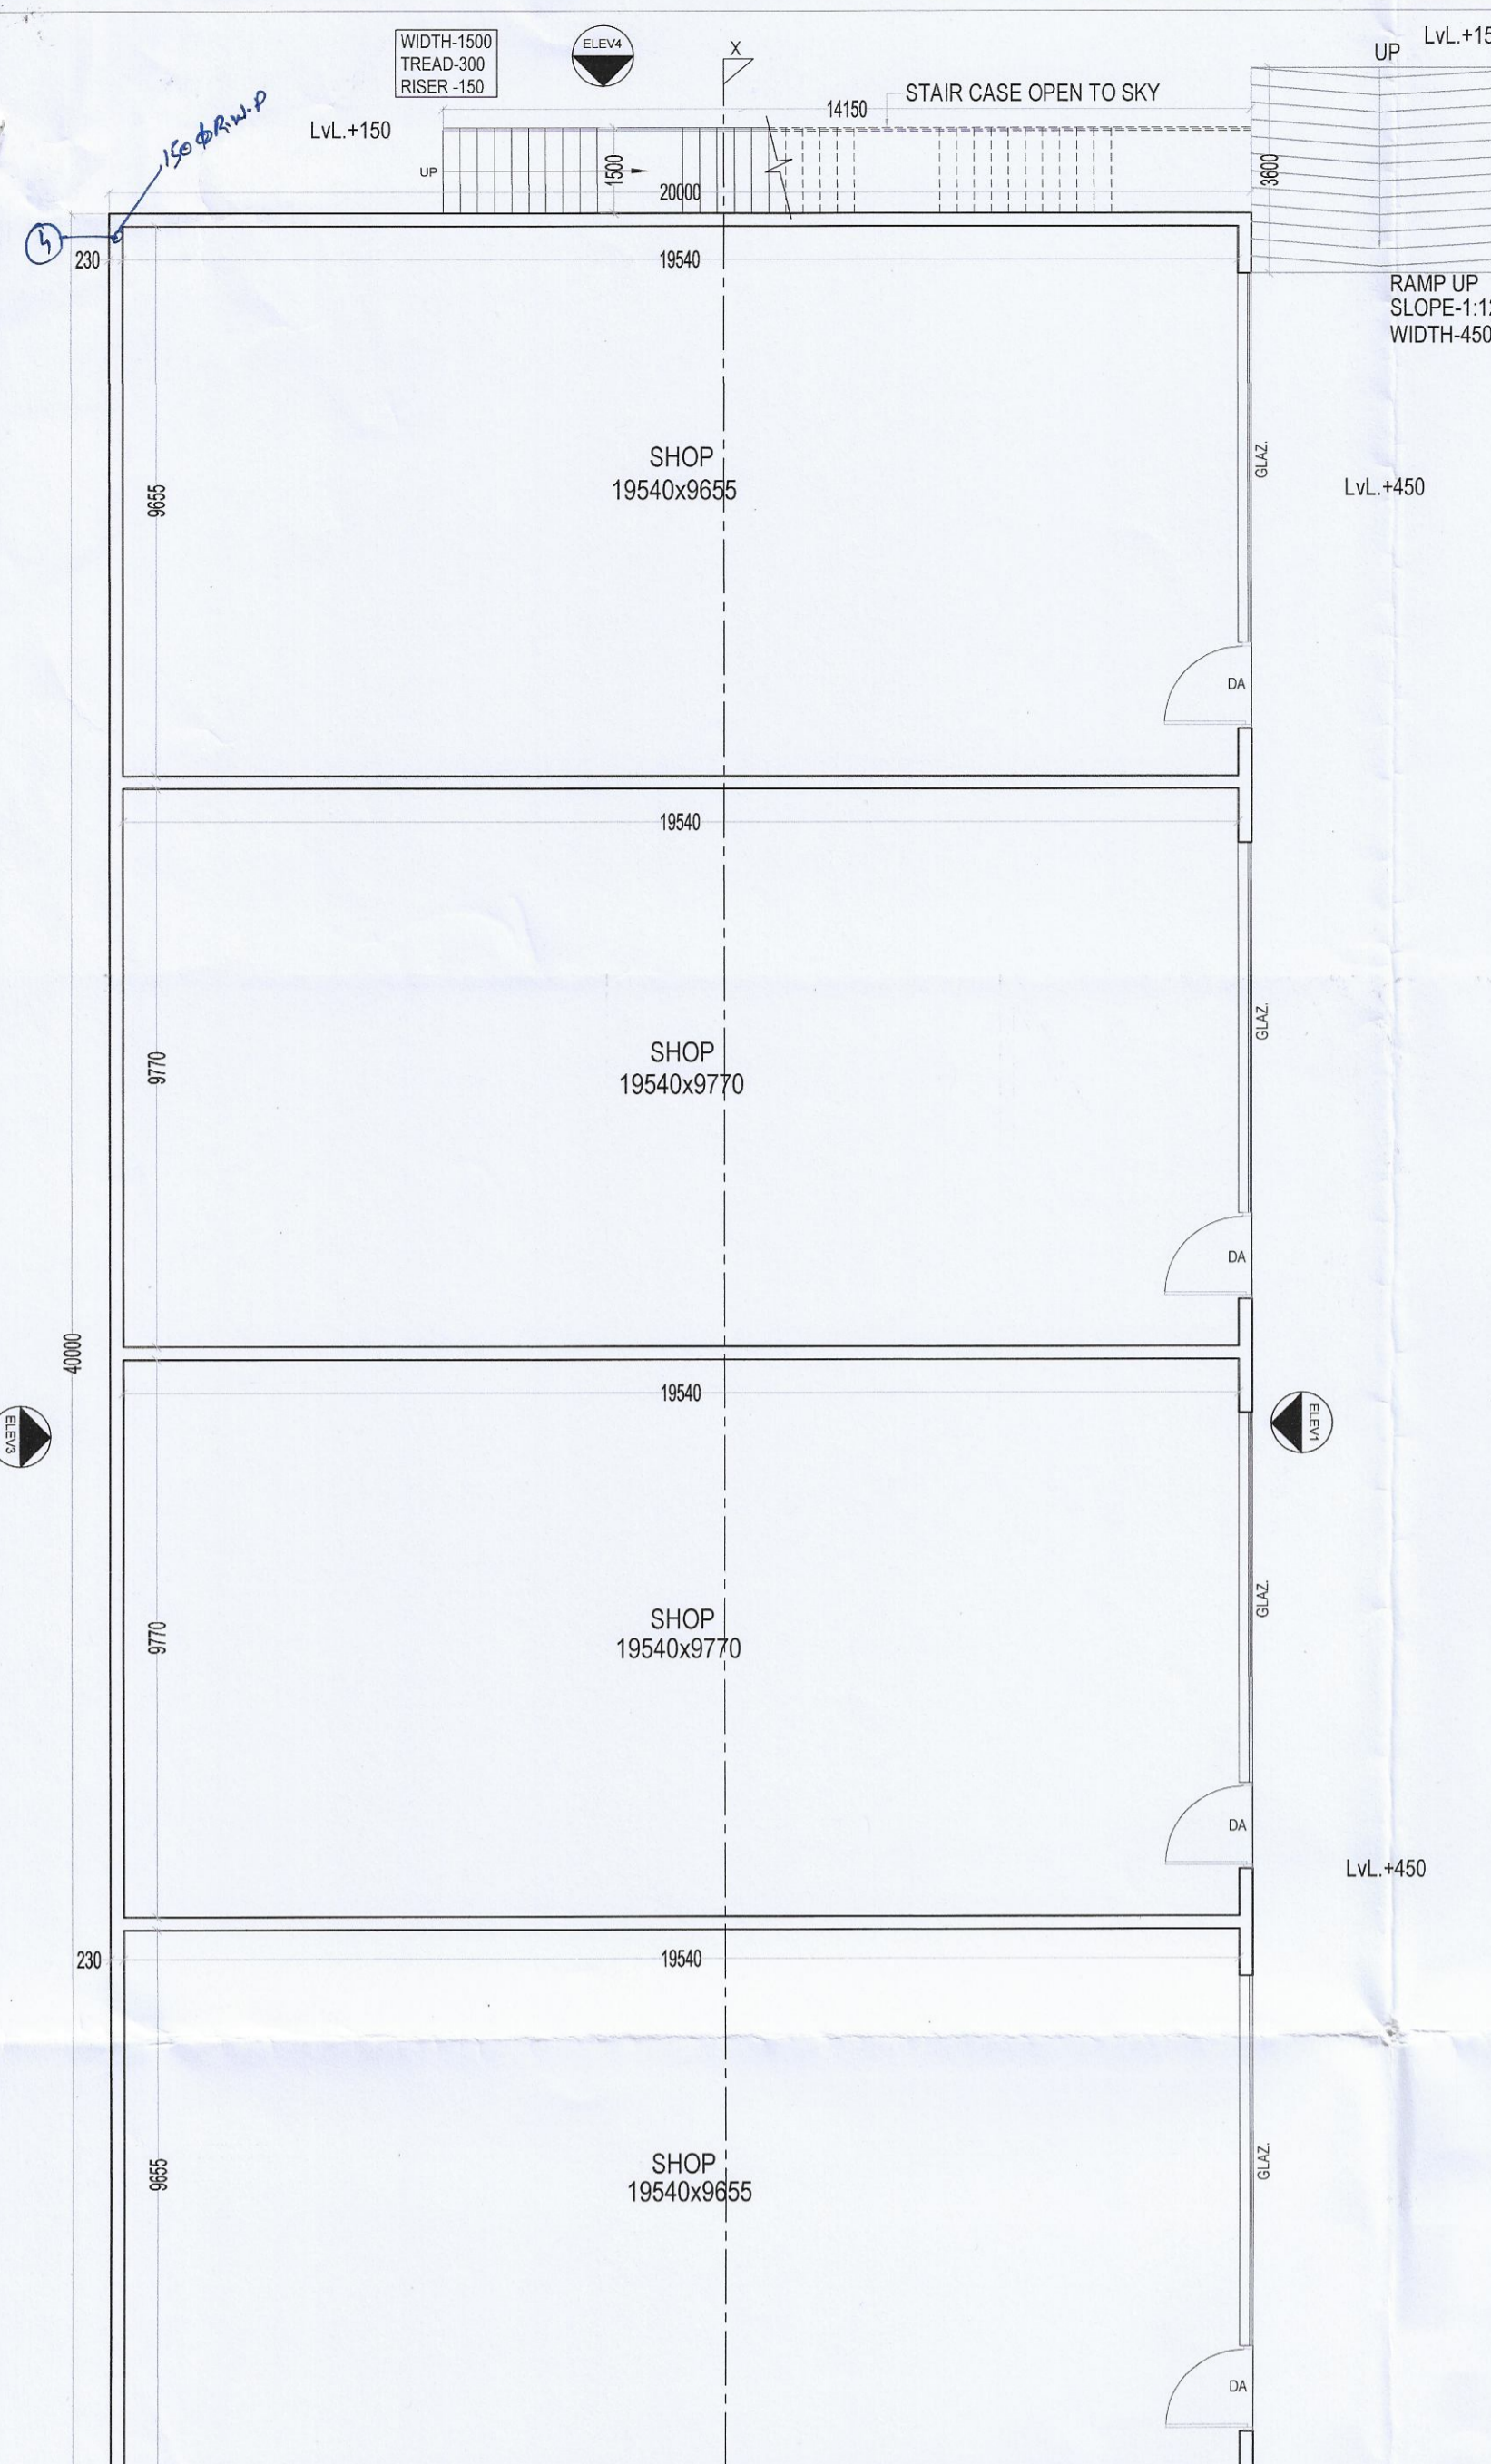 WIDTH-1500
TREAD-300
RISER -150
ELEV4
X
UP
LvL.+15
STAIR CASE OPEN TO SKY
14150
150 ϕ R.W.P
LvL.+150
UP
1500
20000
3600
4
230
19540
RAMP UP
SLOPE-1:12
WIDTH-450
SHOP
19540x9655
9655
GLAZ.
LvL.+450
DA
19540
SHOP
19540x9770
9770
GLAZ.
DA
40000
19540
ELEV3
ELEV1
SHOP
19540x9770
9770
GLAZ.
DA
LvL.+450
230
19540
SHOP
19540x9655
9655
GLAZ.
DA